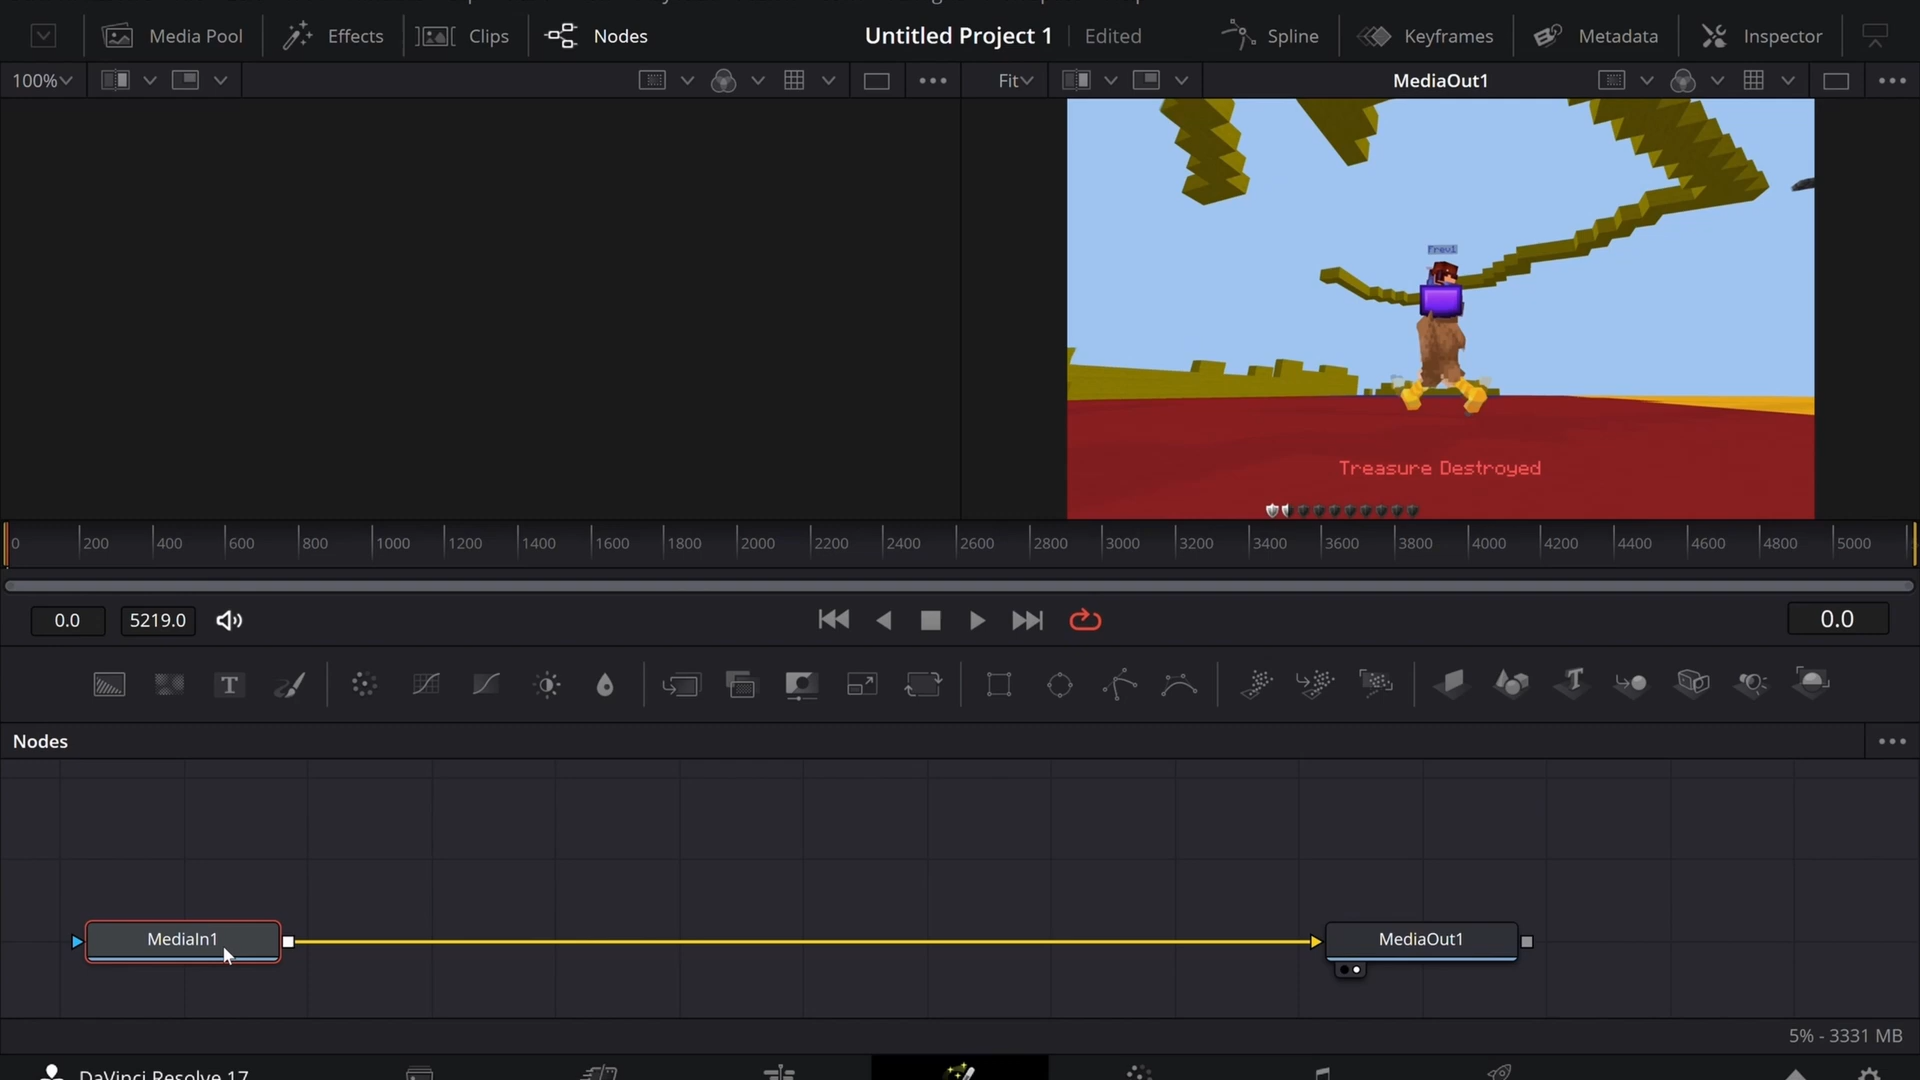 Media Pool Effects Clips Nodes Untitled Project 1 Edited Spline Keyframes Metadata Inspector
100% Fit MediaOut1
Frevi
Treasure Destroyed
0 200 400 600 800 1000 1200 1400 1600 1800 2000 2200 2400 2600 2800 3000 3200 3400 3600 3800 4000 4200 4400 4600 4800 5000
0.0 5219.0 0.0
Nodes
MediaIn1 MediaOut1
5% - 3331 MB
DaVinci Resolve 17